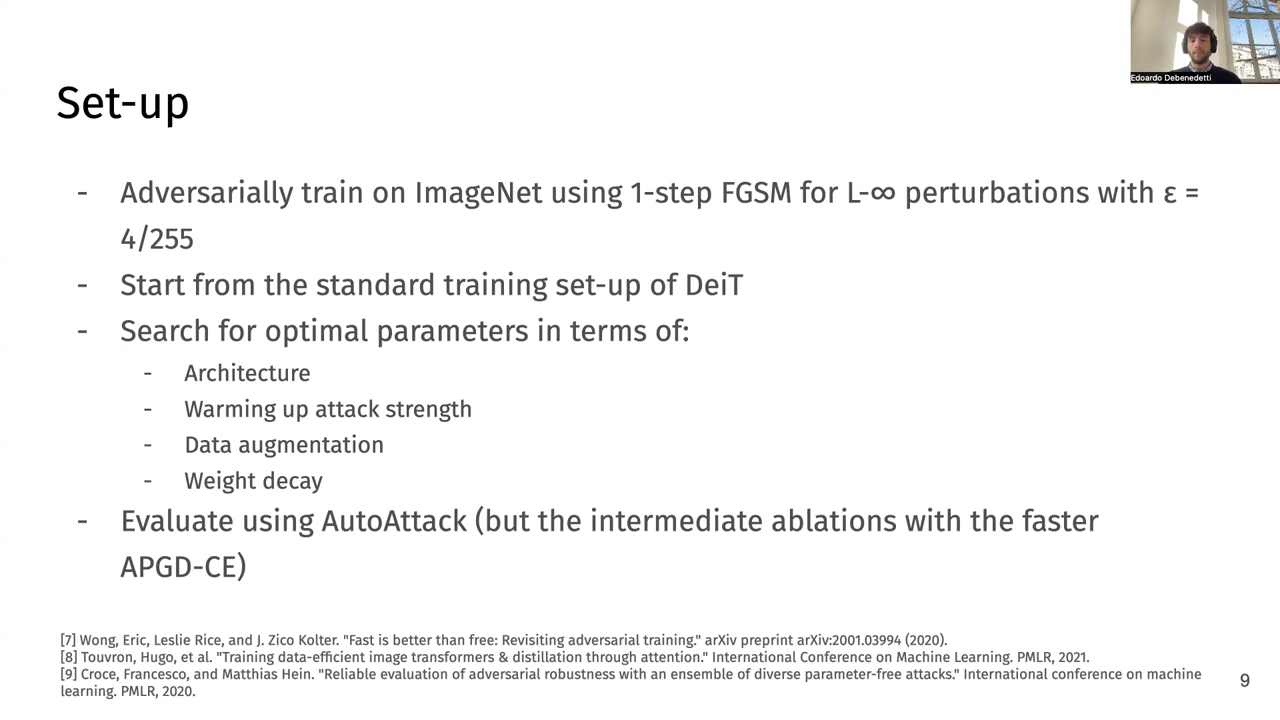 Edoardo Debenedetti
Set-up
- Adversarially train on ImageNet using 1-step FGSM for L-∞ perturbations with ε =
4/255
- Start from the standard training set-up of DeiT
- Search for optimal parameters in terms of:
- Architecture
- Warming up attack strength
- Data augmentation
- Weight decay
- Evaluate using AutoAttack (but the intermediate ablations with the faster
APGD-CE)
[7] Wong, Eric, Leslie Rice, and J. Zico Kolter. "Fast is better than free: Revisiting adversarial training." arXiv preprint arXiv:2001.03994 (2020).
[8] Touvron, Hugo, et al. "Training data-efficient image transformers & distillation through attention." International Conference on Machine Learning. PMLR, 2021.
[9] Croce, Francesco, and Matthias Hein. "Reliable evaluation of adversarial robustness with an ensemble of diverse parameter-free attacks." International conference on machine
learning. PMLR, 2020.
9